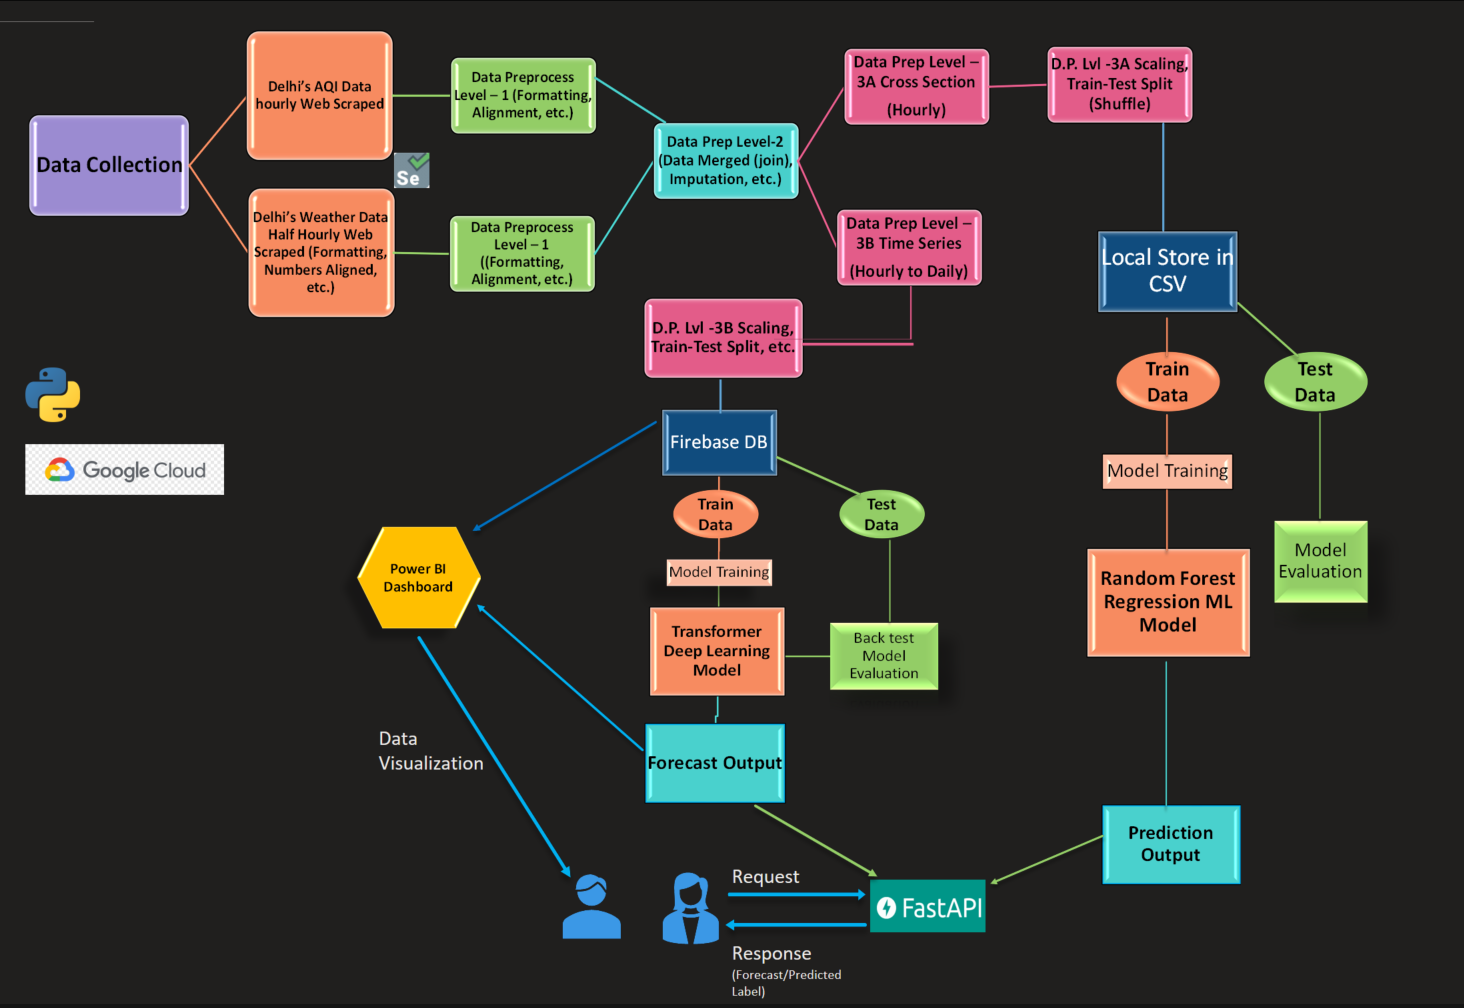 Data Collection
Delhi's AQI Data
hourly Web Scraped
Se
Delhi's Weather Data
Half Hourly Web
Scraped (Formatting,
Numbers Aligned,
etc.)
Data Preprocess
Level – 1 (Formatting,
Alignment, etc.)
Data Preprocess
Level – 1
((Formatting,
Alignment, etc.)
Data Prep Level-2
(Data Merged (join),
Imputation, etc.)
Data Prep Level –
3A Cross Section
(Hourly)
D.P. Lvl -3A Scaling,
Train-Test Split
(Shuffle)
Data Prep Level –
3B Time Series
(Hourly to Daily)
D.P. Lvl -3B Scaling,
Train-Test Split, etc.
Local Store in
CSV
Train
Data
Test
Data
Model Training
Model
Evaluation
Random Forest
Regression ML
Model
Prediction
Output
Google Cloud
Firebase DB
Train
Data
Test
Data
Model Training
Transformer
Deep Learning
Model
Back test
Model
Evaluation
Forecast Output
Power BI
Dashboard
Data
Visualization
Request
FastAPI
Response
(Forecast/Predicted
Label)